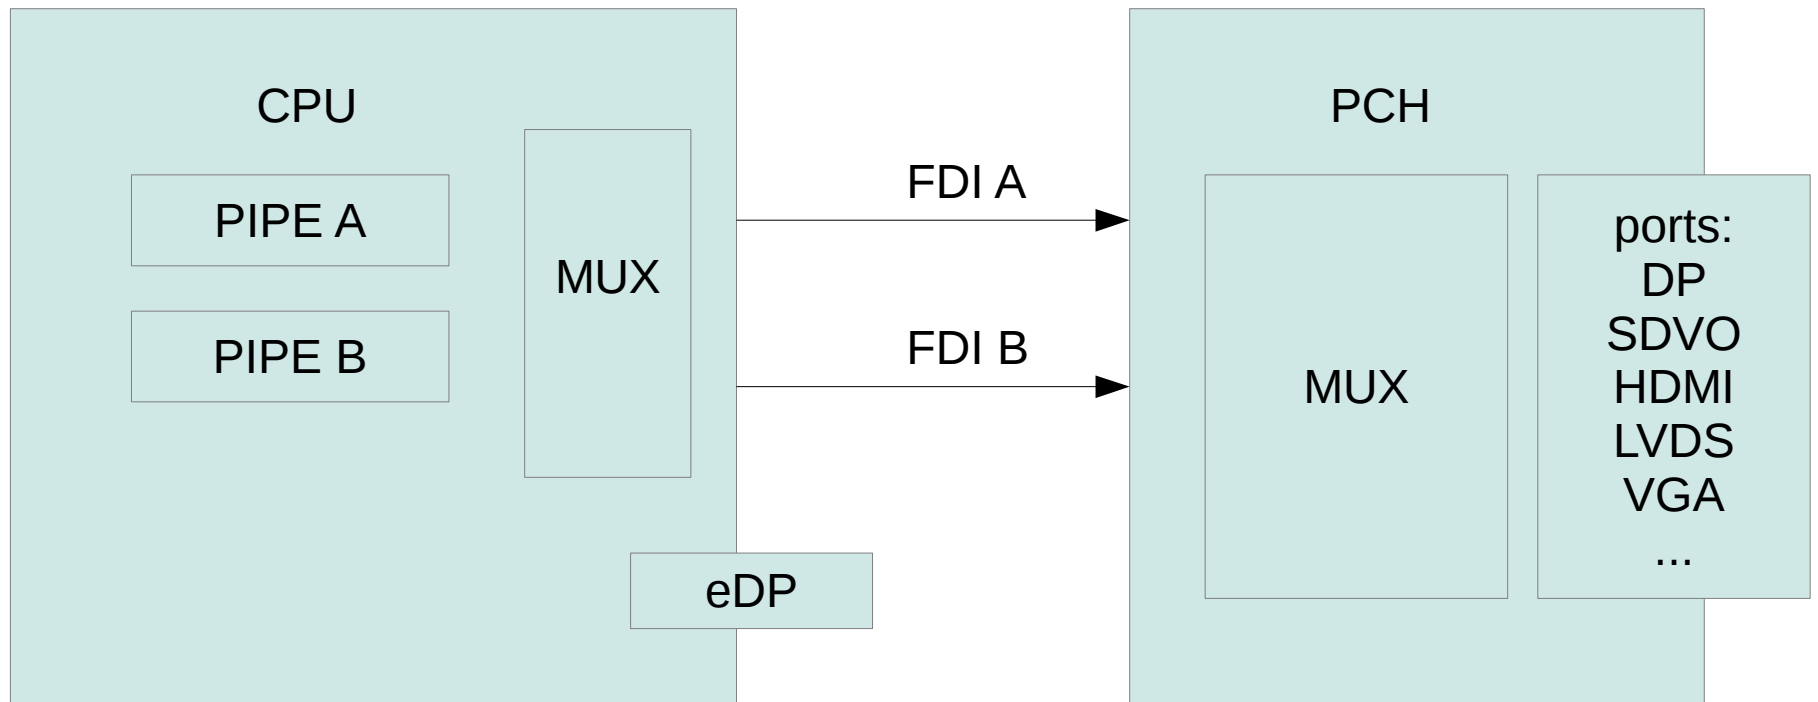 CPU
PIPE A
PIPE B
MUX
eDP
FDI A
FDI B
PCH
MUX
ports:
DP
SDVO
HDMI
LVDS
VGA
...